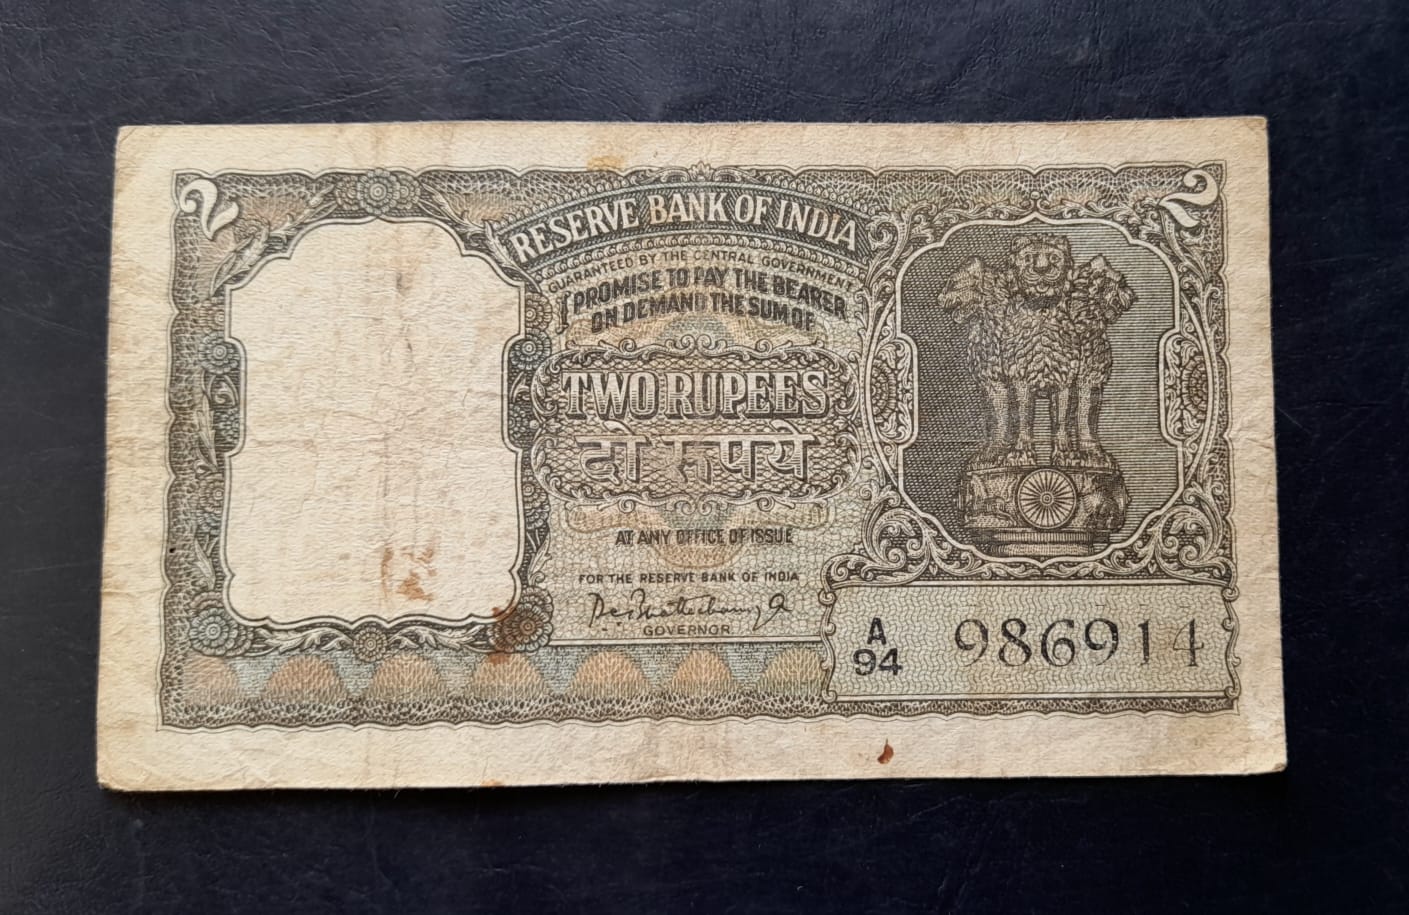 2 2
RESERVE BANK OF INDIA
GUARANTEED BY THE CENTRAL GOVERNMENT
I PROMISE TO PAY THE BEARER
ON DEMAND THE SUM OF
TWO RUPEES
दो रुपये
AT ANY OFFICE OF ISSUE
FOR THE RESERVE BANK OF INDIA
GOVERNOR
A
94 986914